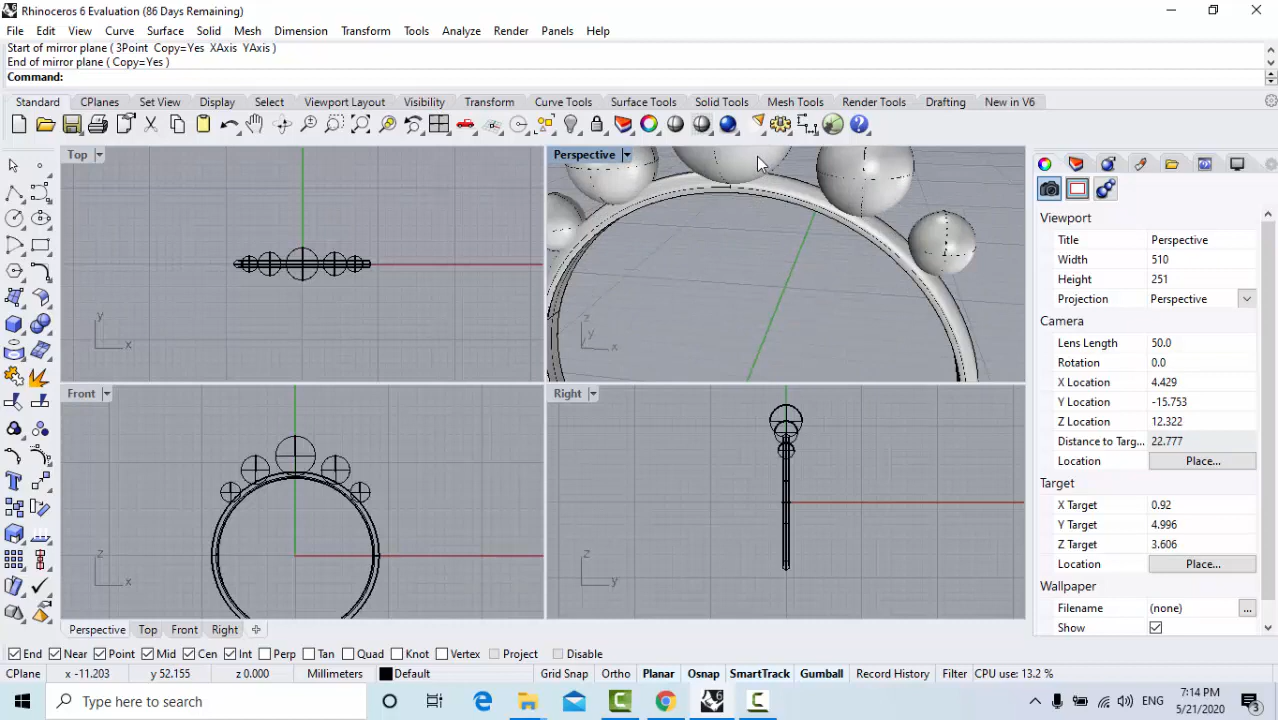 Rhinoceros 6 Evaluation (86 Days Remaining)
File Edit View Curve Surface Solid Mesh Dimension Transform Tools Analyze Render Panels Help
Start of mirror plane ( 3Point Copy=Yes XAxis YAxis )
End of mirror plane ( Copy=Yes )
Command:
Standard CPlanes Set View Display Select Viewport Layout Visibility Transform Curve Tools Surface Tools Solid Tools Mesh Tools Render Tools Drafting New in V6
Top
y
x
Perspective
z
y
x
Front
z
x
Right
z
y
Viewport
Title Perspective
Width 510
Height 251
Projection Perspective
Camera
Lens Length 50.0
Rotation 0.0
X Location 4.429
Y Location -15.753
Z Location 12.322
Distance to Targ... 22.777
Location Place...
Target
X Target 0.92
Y Target 4.996
Z Target 3.606
Location Place...
Wallpaper
Filename (none) ...
Show
Perspective Top Front Right
End Near Point Mid Cen Int Perp Tan Quad Knot Vertex Project Disable
CPlane x -11.203 y 52.155 z 0.000 Millimeters Default Grid Snap Ortho Planar Osnap SmartTrack Gumball Record History Filter CPU use: 13.2 %
Type here to search
ENG
7:14 PM
5/21/2020
3